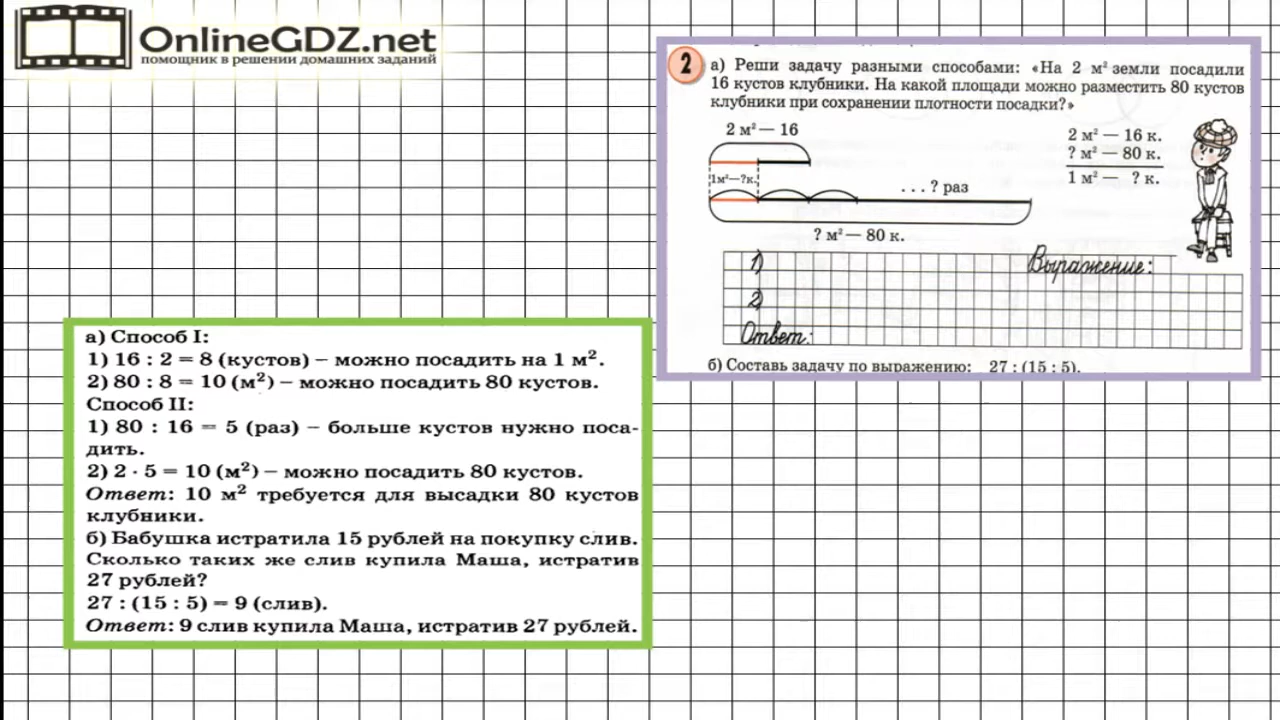 OnlineGDZ.net
помощник в решении домашних заданий
2
а) Реши задачу разными способами: «На 2 м² земли посадили
16 кустов клубники. На какой площади можно разместить 80 кустов
клубники при сохранении плотности посадки?»
2 м² — 16
1м²—?к.
. . . ? раз
? м² — 80 к.
2 м² — 16 к.
? м² — 80 к.
1 м² — ? к.
1)
Выражение:
2)
Ответ:
б) Составь задачу по выражению: 27 : (15 : 5).
а) Способ I:
1) 16 : 2 = 8 (кустов) – можно посадить на 1 м².
2) 80 : 8 = 10 (м²) – можно посадить 80 кустов.
Способ II:
1) 80 : 16 = 5 (раз) – больше кустов нужно поса-
дить.
2) 2 · 5 = 10 (м²) – можно посадить 80 кустов.
Ответ: 10 м² требуется для высадки 80 кустов
клубники.
б) Бабушка истратила 15 рублей на покупку слив.
Сколько таких же слив купила Маша, истратив
27 рублей?
27 : (15 : 5) = 9 (слив).
Ответ: 9 слив купила Маша, истратив 27 рублей.